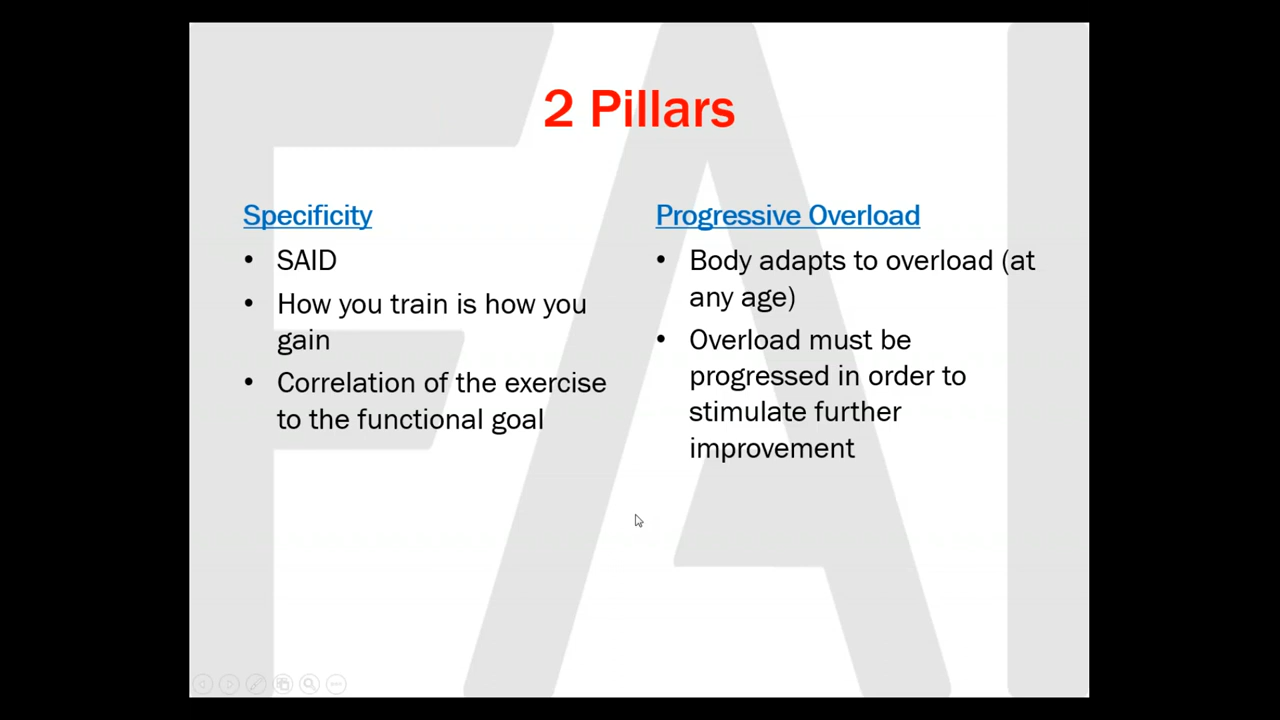 2 Pillars
Specificity
• SAID
• How you train is how you
gain
• Correlation of the exercise
to the functional goal
Progressive Overload
• Body adapts to overload (at
any age)
• Overload must be
progressed in order to
stimulate further
improvement
FAI